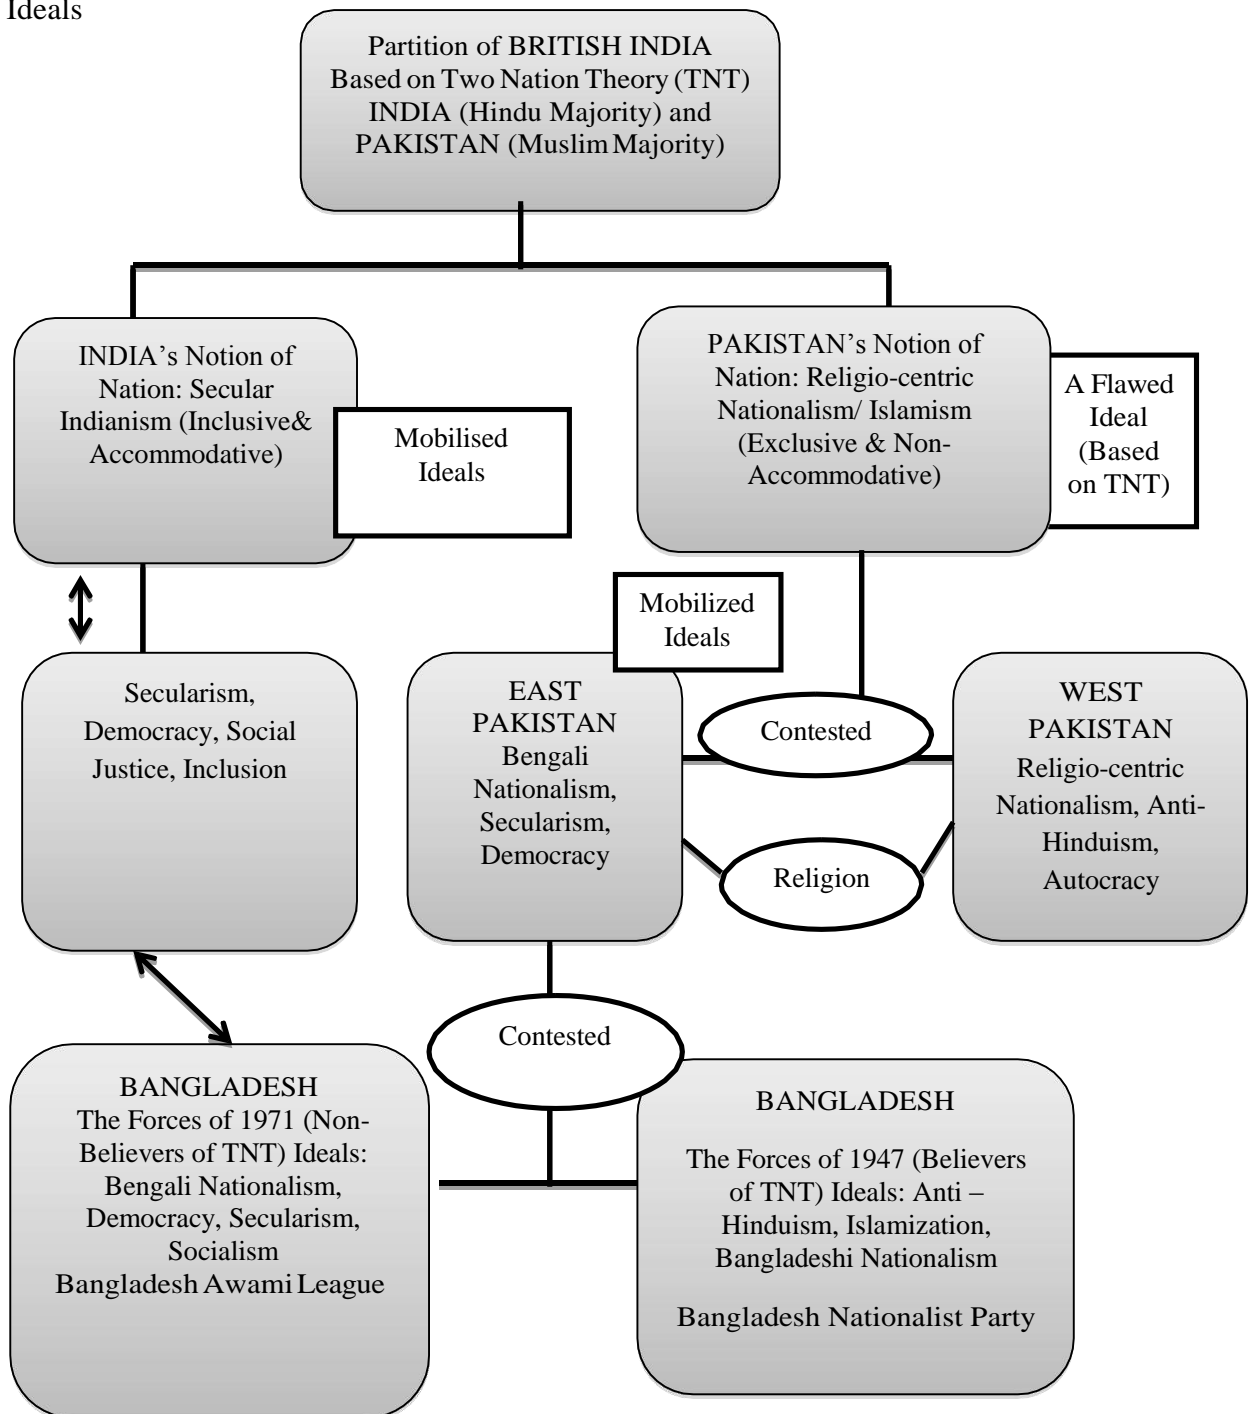 Ideals
Partition of BRITISH INDIA
Based on Two Nation Theory (TNT)
INDIA (Hindu Majority) and
PAKISTAN (Muslim Majority)
INDIA’s Notion of
Nation: Secular
Indianism (Inclusive&
Accommodative)
Mobilised
Ideals
PAKISTAN’s Notion of
Nation: Religio-centric
Nationalism/ Islamism
(Exclusive & Non-
Accommodative)
A Flawed
Ideal
(Based
on TNT)
Mobilized
Ideals
Secularism,
Democracy, Social
Justice, Inclusion
EAST
PAKISTAN
Bengali
Nationalism,
Secularism,
Democracy
Contested
Religion
WEST
PAKISTAN
Religio-centric
Nationalism, Anti-
Hinduism,
Autocracy
Contested
BANGLADESH
The Forces of 1971 (Non-
Believers of TNT) Ideals:
Bengali Nationalism,
Democracy, Secularism,
Socialism
Bangladesh Awami League
BANGLADESH
The Forces of 1947 (Believers
of TNT) Ideals: Anti –
Hinduism, Islamization,
Bangladeshi Nationalism
Bangladesh Nationalist Party